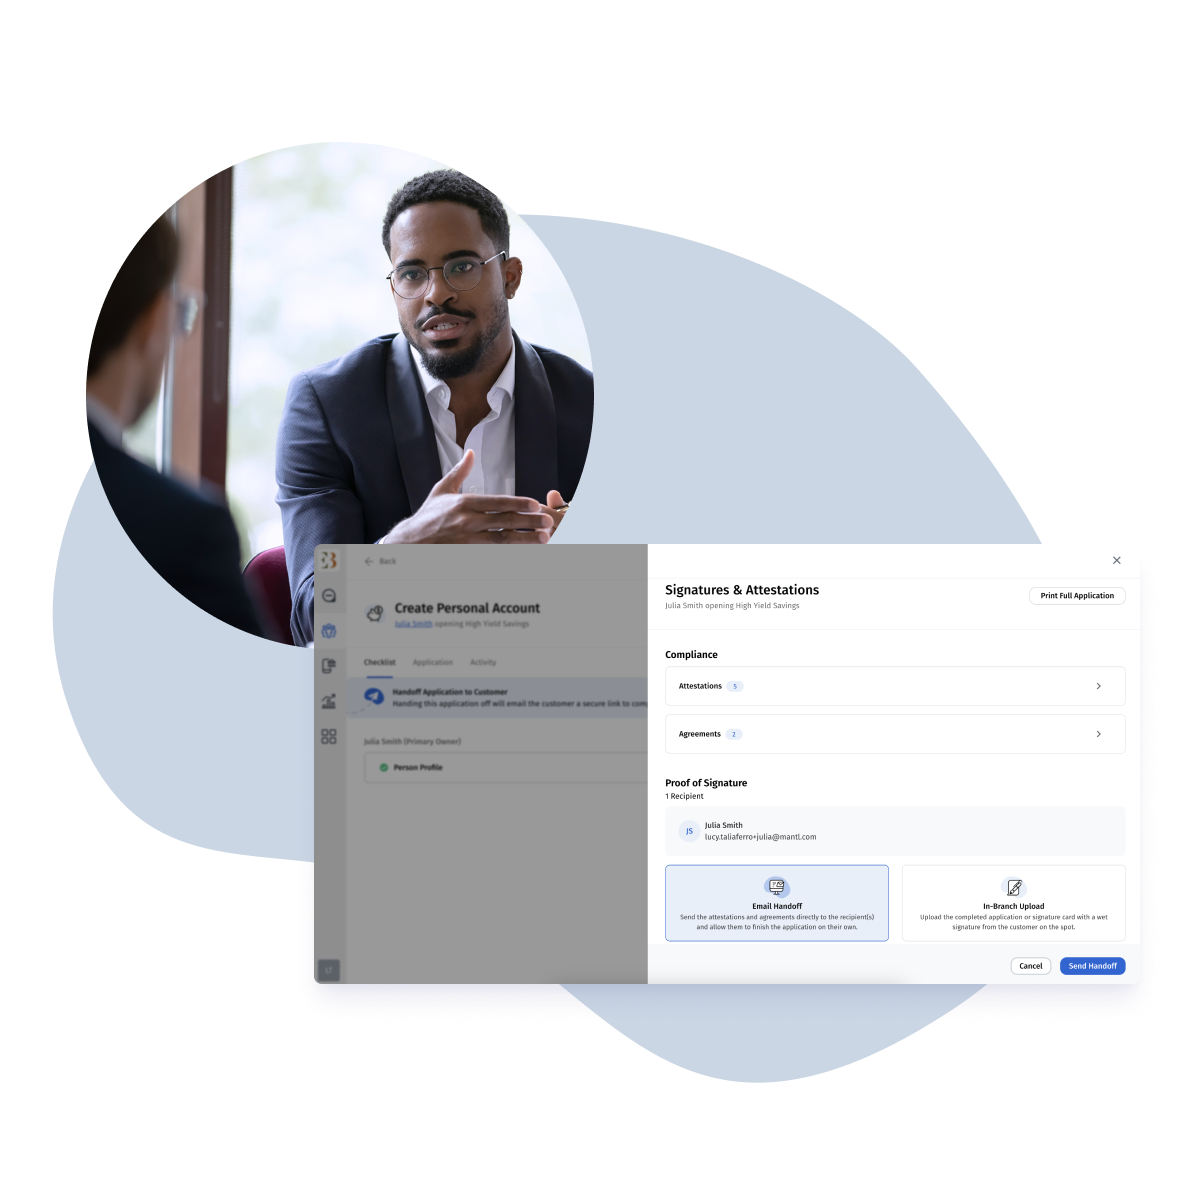 Back
Create Personal Account
Julia Smith opening High Yield Savings
Checklist Application Activity
Handoff Application to Customer
Handing this application off will email the customer a secure link to
Julia Smith (Primary Owner)
Person Profile
LT
Signatures & Attestations
Julia Smith opening High Yield Savings
Print Full Application
Compliance
Attestations 5
Agreements 2
Proof of Signature
1 Recipient
JS
Julia Smith
lucy.taliaferro+julia@mantl.com
Email Handoff
Send the attestations and agreements directly to the recipient(s)
and allow them to finish the application on their own.
In-Branch Upload
Upload the completed application or signature card with a wet
signature from the customer on the spot.
Cancel
Send Handoff